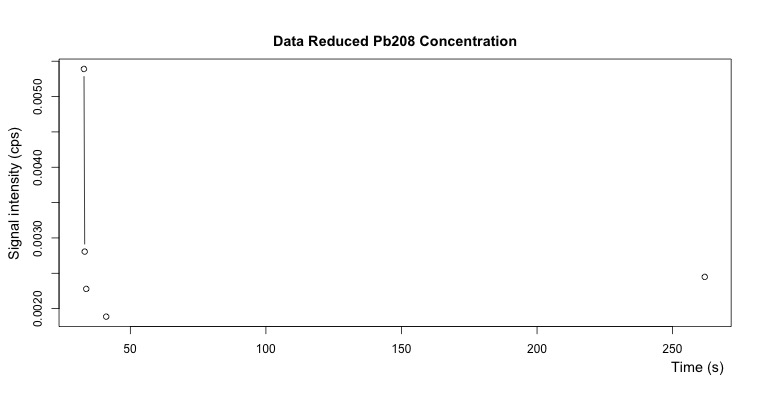 Data Reduced Pb208 Concentration
Signal intensity (cps)
0.0050
0.0040
0.0030
0.0020
50 100 150 200 250
Time (s)